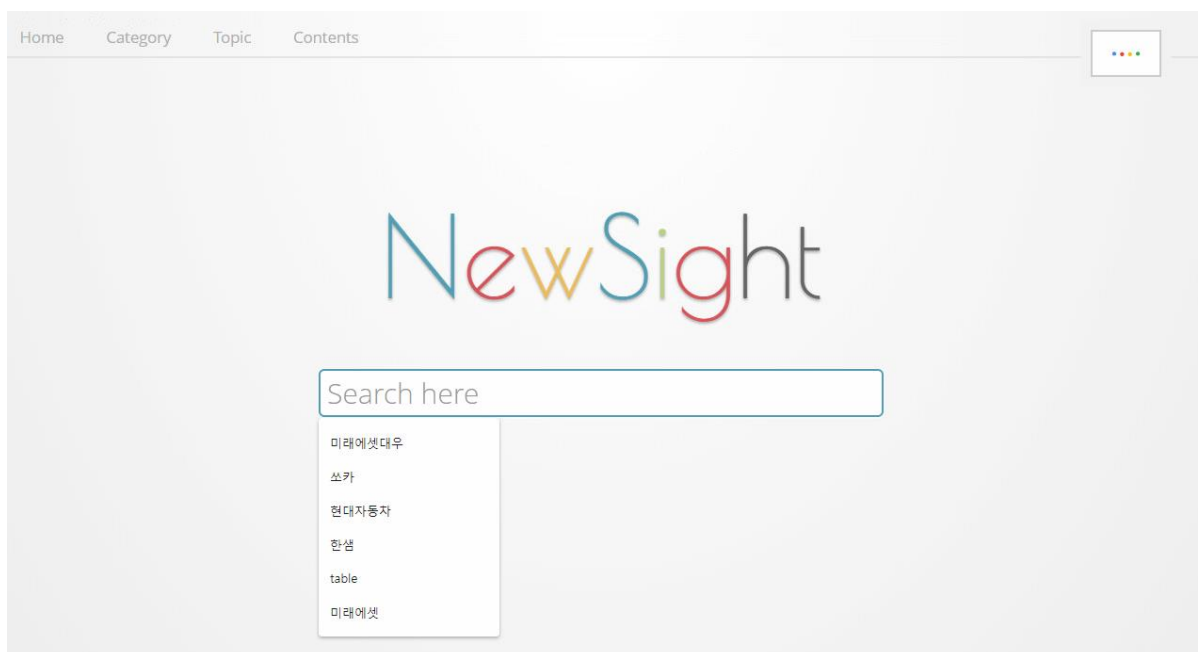 Home Category Topic Contents
NewSight
Search here
미래에셋대우
쏘카
현대자동차
한샘
table
미래에셋